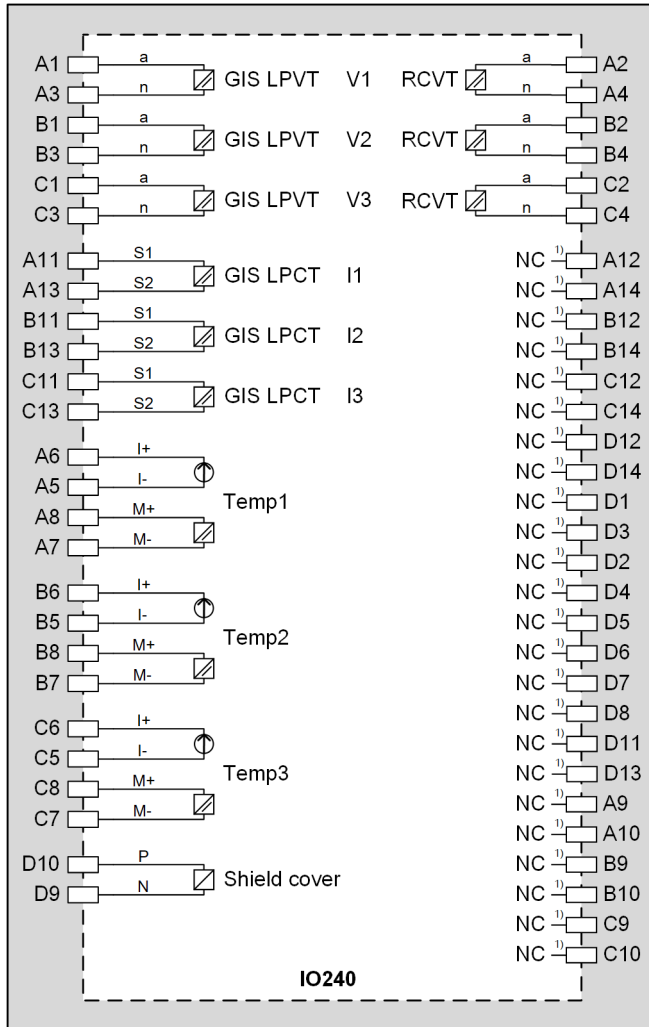 A1 a GIS LPVT V1 RCVT a A2
A3 n n A4
B1 a GIS LPVT V2 RCVT a B2
B3 n n B4
C1 a GIS LPVT V3 RCVT a C2
C3 n n C4
A11 S1 GIS LPCT I1 NC 1) A12
A13 S2 NC 1) A14
B11 S1 GIS LPCT I2 NC 1) B12
B13 S2 NC 1) B14
C11 S1 GIS LPCT I3 NC 1) C12
C13 S2 NC 1) C14
NC 1) D12
A6 I+ NC 1) D14
A5 I- Temp1 NC 1) D1
A8 M+ NC 1) D3
A7 M- NC 1) D2
B6 I+ NC 1) D4
B5 I- Temp2 NC 1) D5
B8 M+ NC 1) D6
B7 M- NC 1) D7
C6 I+ NC 1) D8
C5 I- Temp3 NC 1) D11
C8 M+ NC 1) D13
C7 M- NC 1) A9
NC 1) A10
D10 P Shield cover NC 1) B9
D9 N NC 1) B10
NC 1) C9
NC 1) C10
IO240